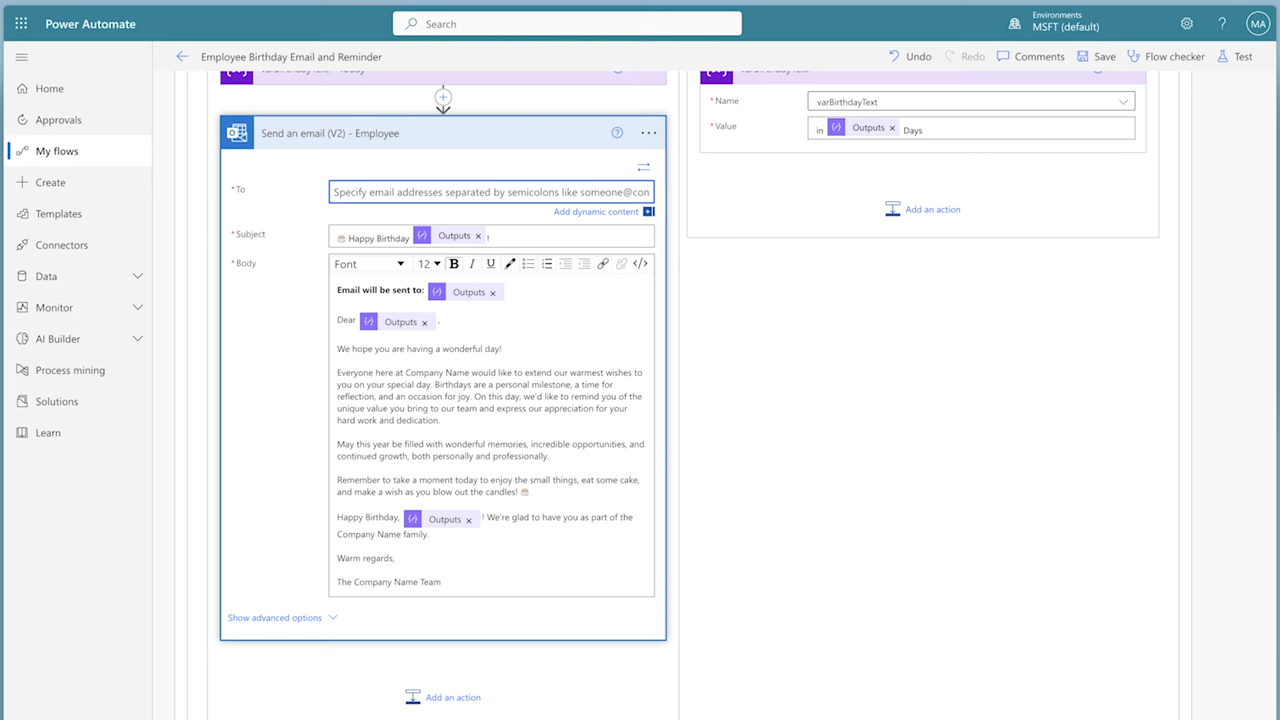 Power Automate
Search
Environments
MSFT (default)
?
MA
Employee Birthday Email and Reminder
Undo
Redo
Comments
Save
Flow checker
Test
Home
Approvals
My flows
Create
Templates
Connectors
Data
Monitor
AI Builder
Process mining
Solutions
Learn
Send an email (V2) - Employee
* To
Specify email addresses separated by semicolons like someone@con
Add dynamic content
* Subject
Happy Birthday Outputs × !
* Body
Font 12 B I U </>
Email will be sent to: Outputs ×
Dear Outputs × ,
We hope you are having a wonderful day!
Everyone here at Company Name would like to extend our warmest wishes to
you on your special day. Birthdays are a personal milestone, a time for
reflection, and an occasion for joy. On this day, we'd like to remind you of the
unique value you bring to our team and express our appreciation for your
hard work and dedication.
May this year be filled with wonderful memories, incredible opportunities, and
continued growth, both personally and professionally.
Remember to take a moment today to enjoy the small things, eat some cake,
and make a wish as you blow out the candles!
Happy Birthday, Outputs × ! We're glad to have you as part of the
Company Name family.
Warm regards,
The Company Name Team
Show advanced options
Add an action
* Name
varBirthdayText
* Value
in Outputs × Days
Add an action